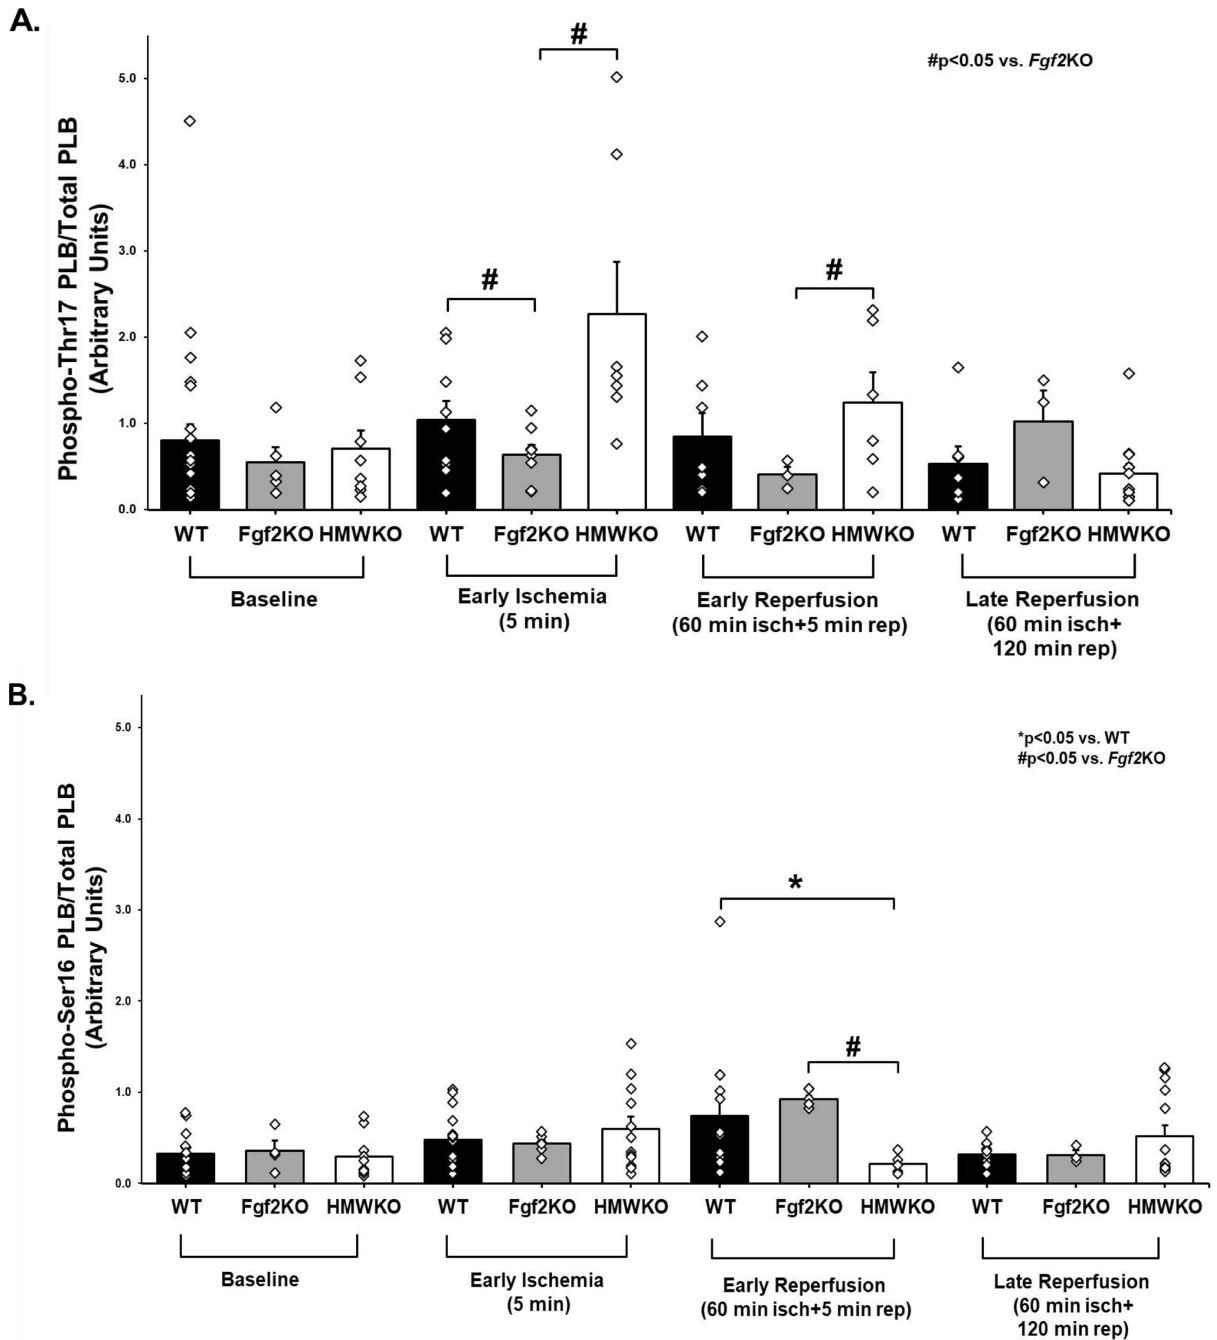 A.
#
#p<0.05 vs. Fgf2KO
Phospho-Thr17 PLB/Total PLB
(Arbitrary Units)
5.0
4.0
3.0
2.0
1.0
0.0
#
#
WT Fgf2KO HMWKO WT Fgf2KO HMWKO WT Fgf2KO HMWKO WT Fgf2KO HMWKO
Baseline
Early Ischemia
(5 min)
Early Reperfusion
(60 min isch+5 min rep)
Late Reperfusion
(60 min isch+
120 min rep)
B.
*p<0.05 vs. WT
#p<0.05 vs. Fgf2KO
Phospho-Ser16 PLB/Total PLB
(Arbitrary Units)
5.0
4.0
3.0
2.0
1.0
0.0
*
#
WT Fgf2KO HMWKO WT Fgf2KO HMWKO WT Fgf2KO HMWKO WT Fgf2KO HMWKO
Baseline
Early Ischemia
(5 min)
Early Reperfusion
(60 min isch+5 min rep)
Late Reperfusion
(60 min isch+
120 min rep)